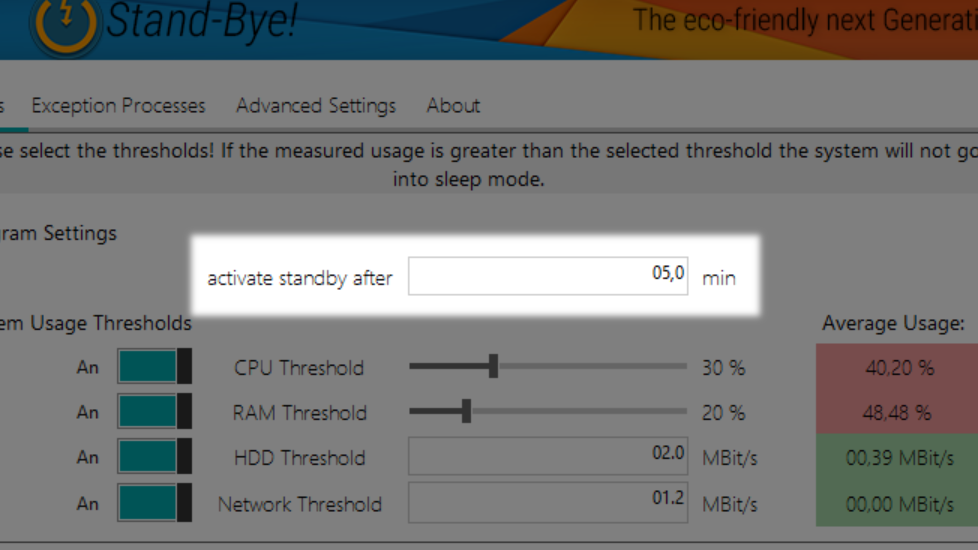 Stand-Bye!
The eco-friendly next Generati
s Exception Processes Advanced Settings About
se select the thresholds! If the measured usage is greater than the selected threshold the system will not go
into sleep mode.
gram Settings
activate standby after 05,0 min
em Usage Thresholds Average Usage:
An CPU Threshold 30 % 40,20 %
An RAM Threshold 20 % 48,48 %
An HDD Threshold 02.0 MBit/s 00,39 MBit/s
An Network Threshold 01.2 MBit/s 00,00 MBit/s